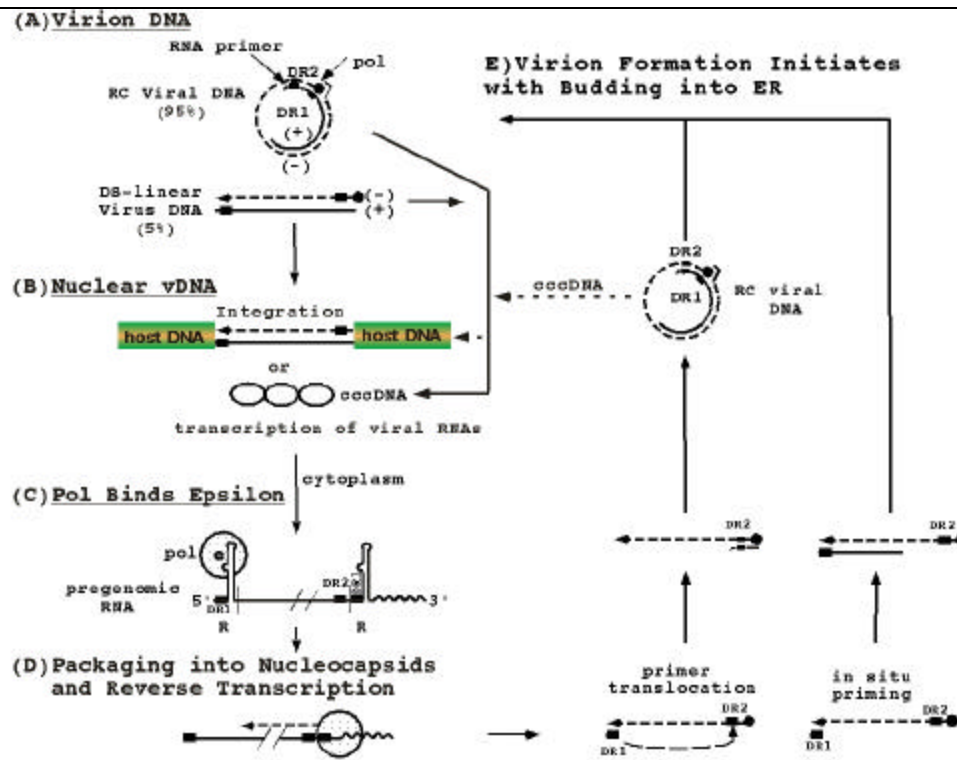 (A) Virion DNA
RNA primer
DR2
pol
RC Viral DNA
(95%)
DR1
(+)
(-)
DS-linear
Virus DNA
(5%)
(-)
(+)
(B) Nuclear vDNA
Integration
host DNA
host DNA
or
cccDNA
transcription of viral RNAs
cytoplasm
(C) Pol Binds Epsilon
pol
pregenomic
RNA
5'
DR1
DR2
3'
R
R
(D) Packaging into Nucleocapsids
and Reverse Transcription
E) Virion Formation Initiates
with Budding into ER
DR2
cccDNA
DR1
RC viral
DNA
DR2
DR2
primer
translocation
DR2
DR1
in situ
priming
DR2
DR1